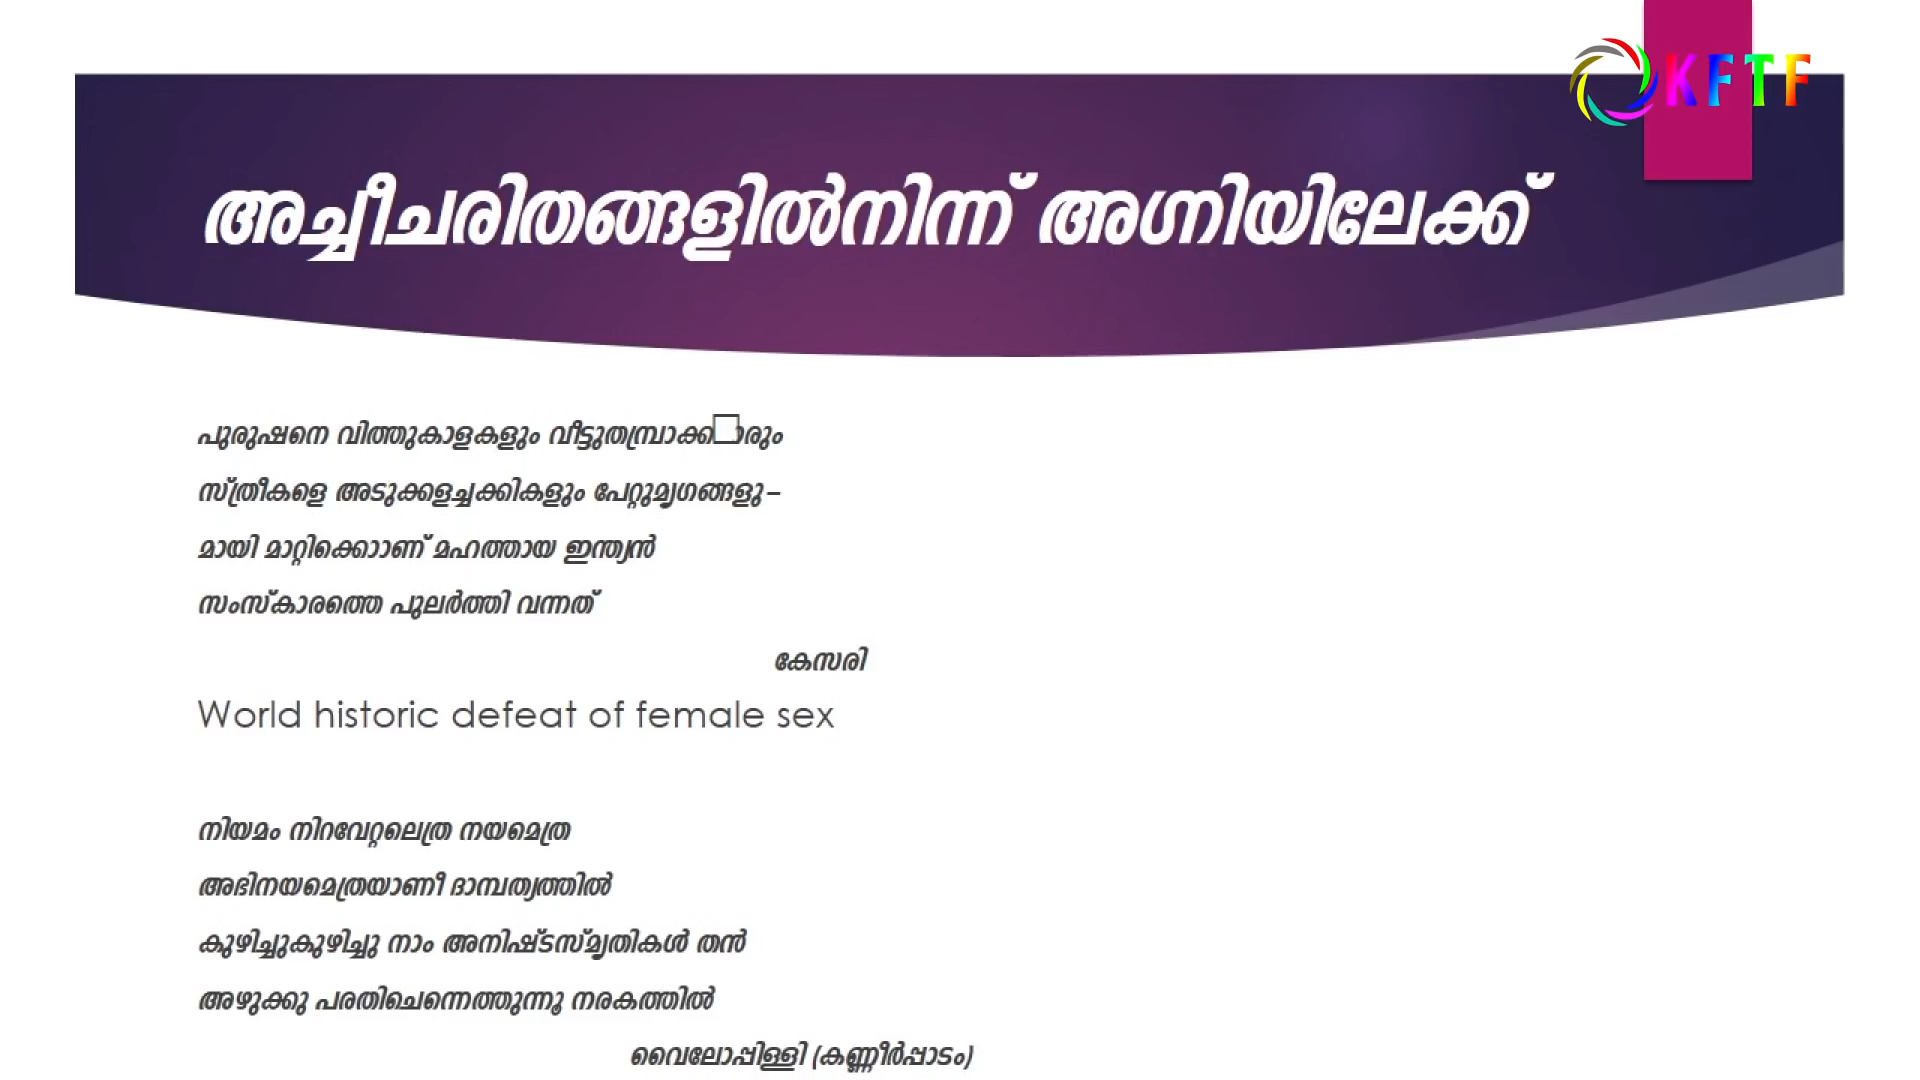 KFTF
അച്ചീചരിതങ്ങളിൽനിന്ന് അഗ്നിയിലേക്ക്
പുരുഷനെ വിത്തുകാളകളും വീട്ടുതമ്പ്രാക്ക□ാരും
സ്ത്രീകളെ അടുക്കളച്ചക്കികളും പേറ്റുമൃഗങ്ങളു–
മായി മാറ്റിക്കൊാണ് മഹത്തായ ഇന്ത്യൻ
സംസ്കാരത്തെ പുലർത്തി വന്നത്
കേസരി
World historic defeat of female sex
നിയമം നിറവേറ്റലെത്ര നയമെത്ര
അഭിനയമെത്രയാണീ ദാമ്പത്യത്തിൽ
കുഴിച്ചുകുഴിച്ചു നാം അനിഷ്ടസ്മൃതികൾ തൻ
അഴുക്കു പരതിചെന്നെത്തുന്നൂ നരകത്തിൽ
വൈലോപ്പിള്ളി (കണ്ണീർപ്പാടം)